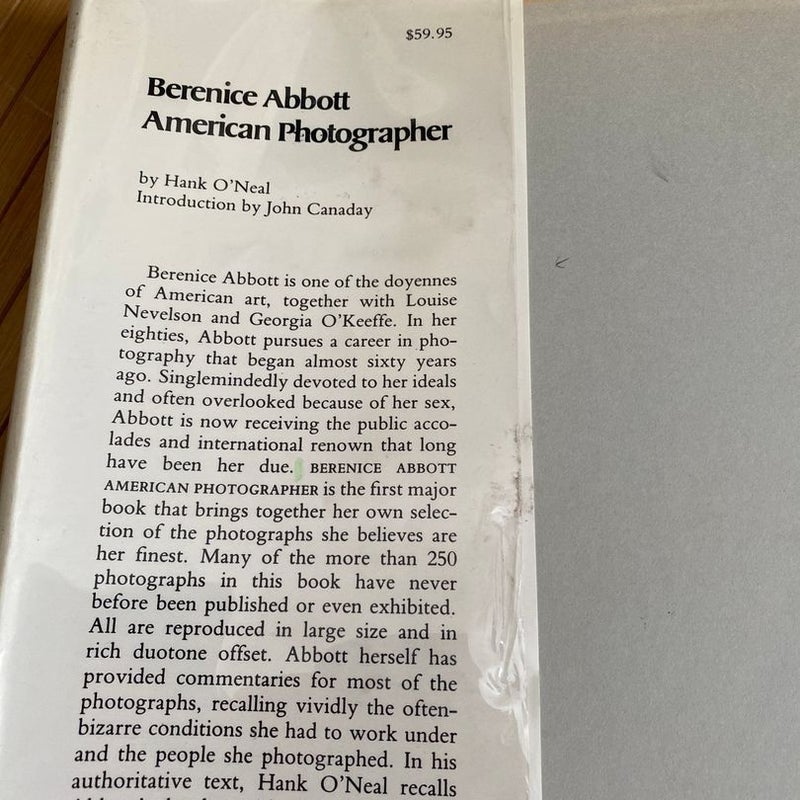 $59.95
Berenice Abbott
American Photographer
by Hank O'Neal
Introduction by John Canaday
Berenice Abbott is one of the doyennes
of American art, together with Louise
Nevelson and Georgia O'Keeffe. In her
eighties, Abbott pursues a career in pho-
tography that began almost sixty years
ago. Singlemindedly devoted to her ideals
and often overlooked because of her sex,
Abbott is now receiving the public acco-
lades and international renown that long
have been her due. BERENICE ABBOTT
AMERICAN PHOTOGRAPHER is the first major
book that brings together her own selec-
tion of the photographs she believes are
her finest. Many of the more than 250
photographs in this book have never
before been published or even exhibited.
All are reproduced in large size and in
rich duotone offset. Abbott herself has
provided commentaries for most of the
photographs, recalling vividly the often-
bizarre conditions she had to work under
and the people she photographed. In his
authoritative text, Hank O'Neal recalls